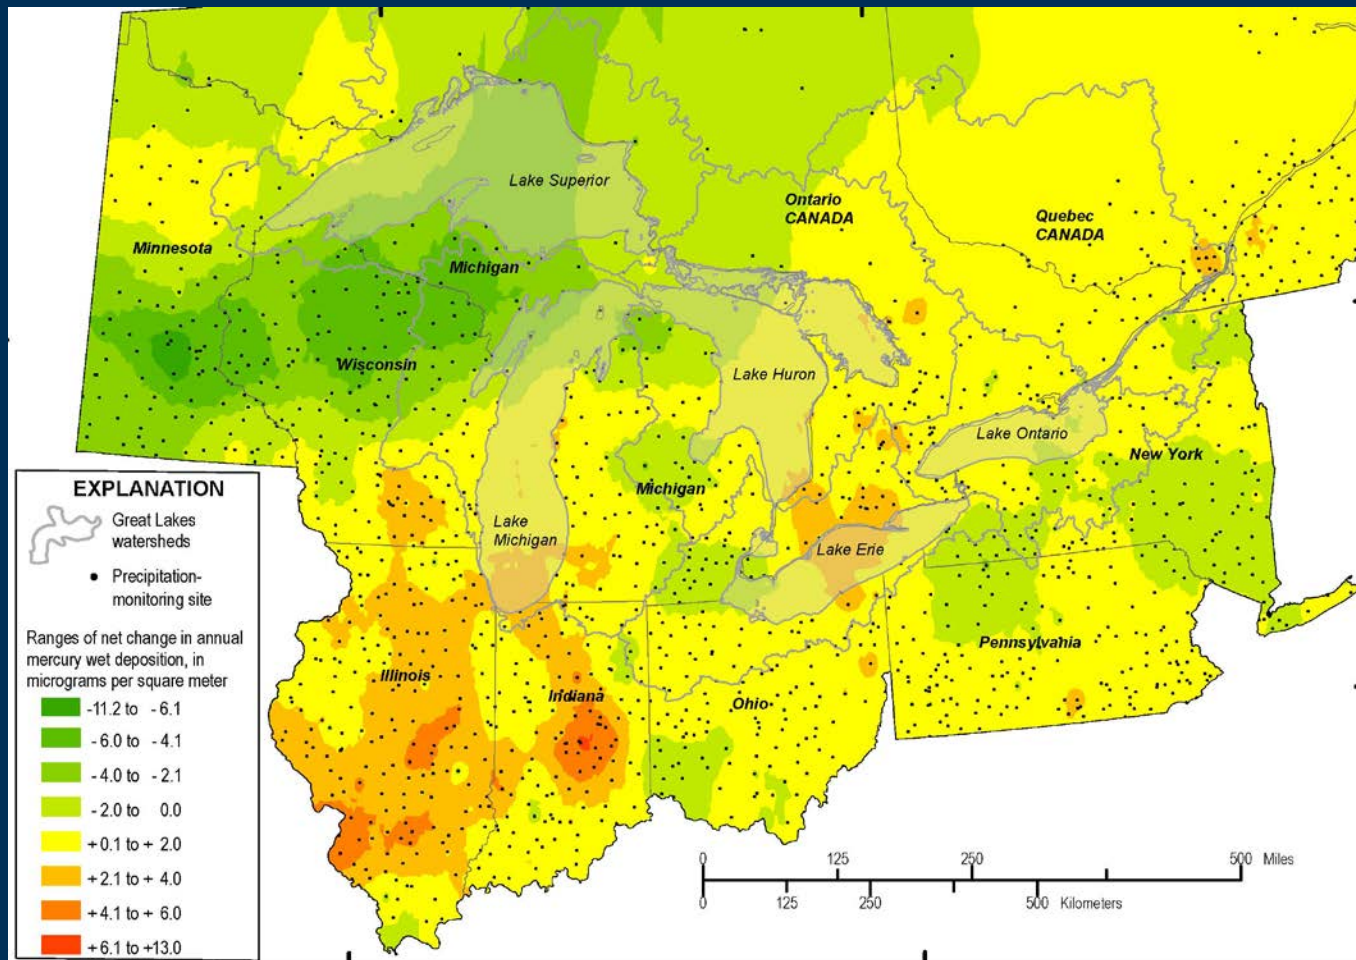 Lake Superior
Ontario
CANADA
Quebec
CANADA
Minnesota
Michigan
Wisconsin
Lake Huron
Lake Ontario
New York
Michigan
Lake
Michigan
Lake Erie
Pennsylvania
Illinois
Indiana
Ohio
EXPLANATION
Great Lakes
watersheds
Precipitation-
monitoring site
Ranges of net change in annual
mercury wet deposition, in
micrograms per square meter
-11.2 to - 6.1
- 6.0 to - 4.1
- 4.0 to - 2.1
- 2.0 to 0.0
+0.1 to + 2.0
+2.1 to + 4.0
+4.1 to + 6.0
+6.1 to +13.0
0 125 250 500 Miles
0 125 250 500 Kilometers